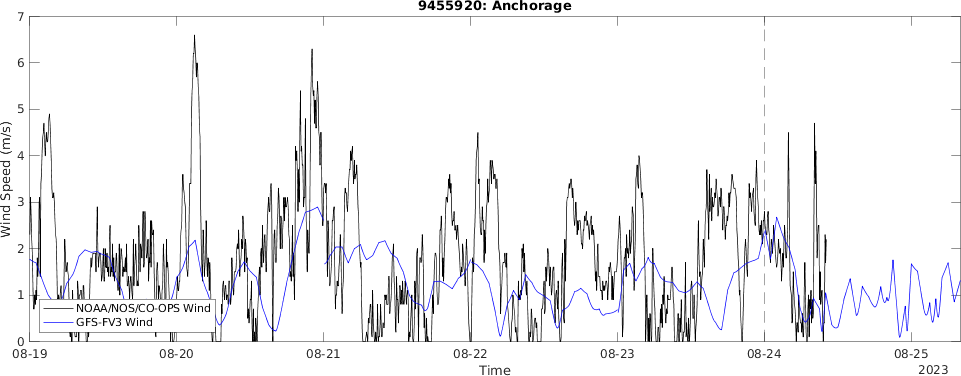 9455920: Anchorage
7
6
5
4
3
2
1
0
Wind Speed (m/s)
NOAA/NOS/CO-OPS Wind
GFS-FV3 Wind
08-19 08-20 08-21 08-22 08-23 08-24 08-25
Time
2023